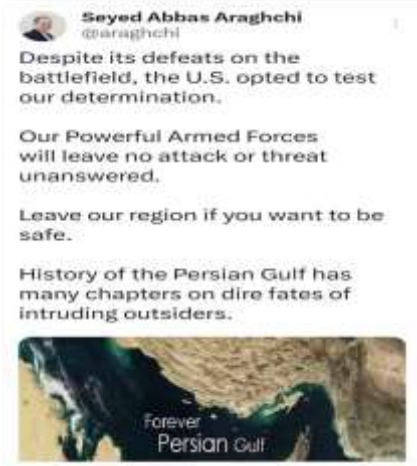 Seyed Abbas Araghchi
@araghchi
Despite its defeats on the
battlefield, the U.S. opted to test
our determination.
Our Powerful Armed Forces
will leave no attack or threat
unanswered.
Leave our region if you want to be
safe.
History of the Persian Gulf has
many chapters on dire fates of
intruding outsiders.
Forever
Persian Gulf